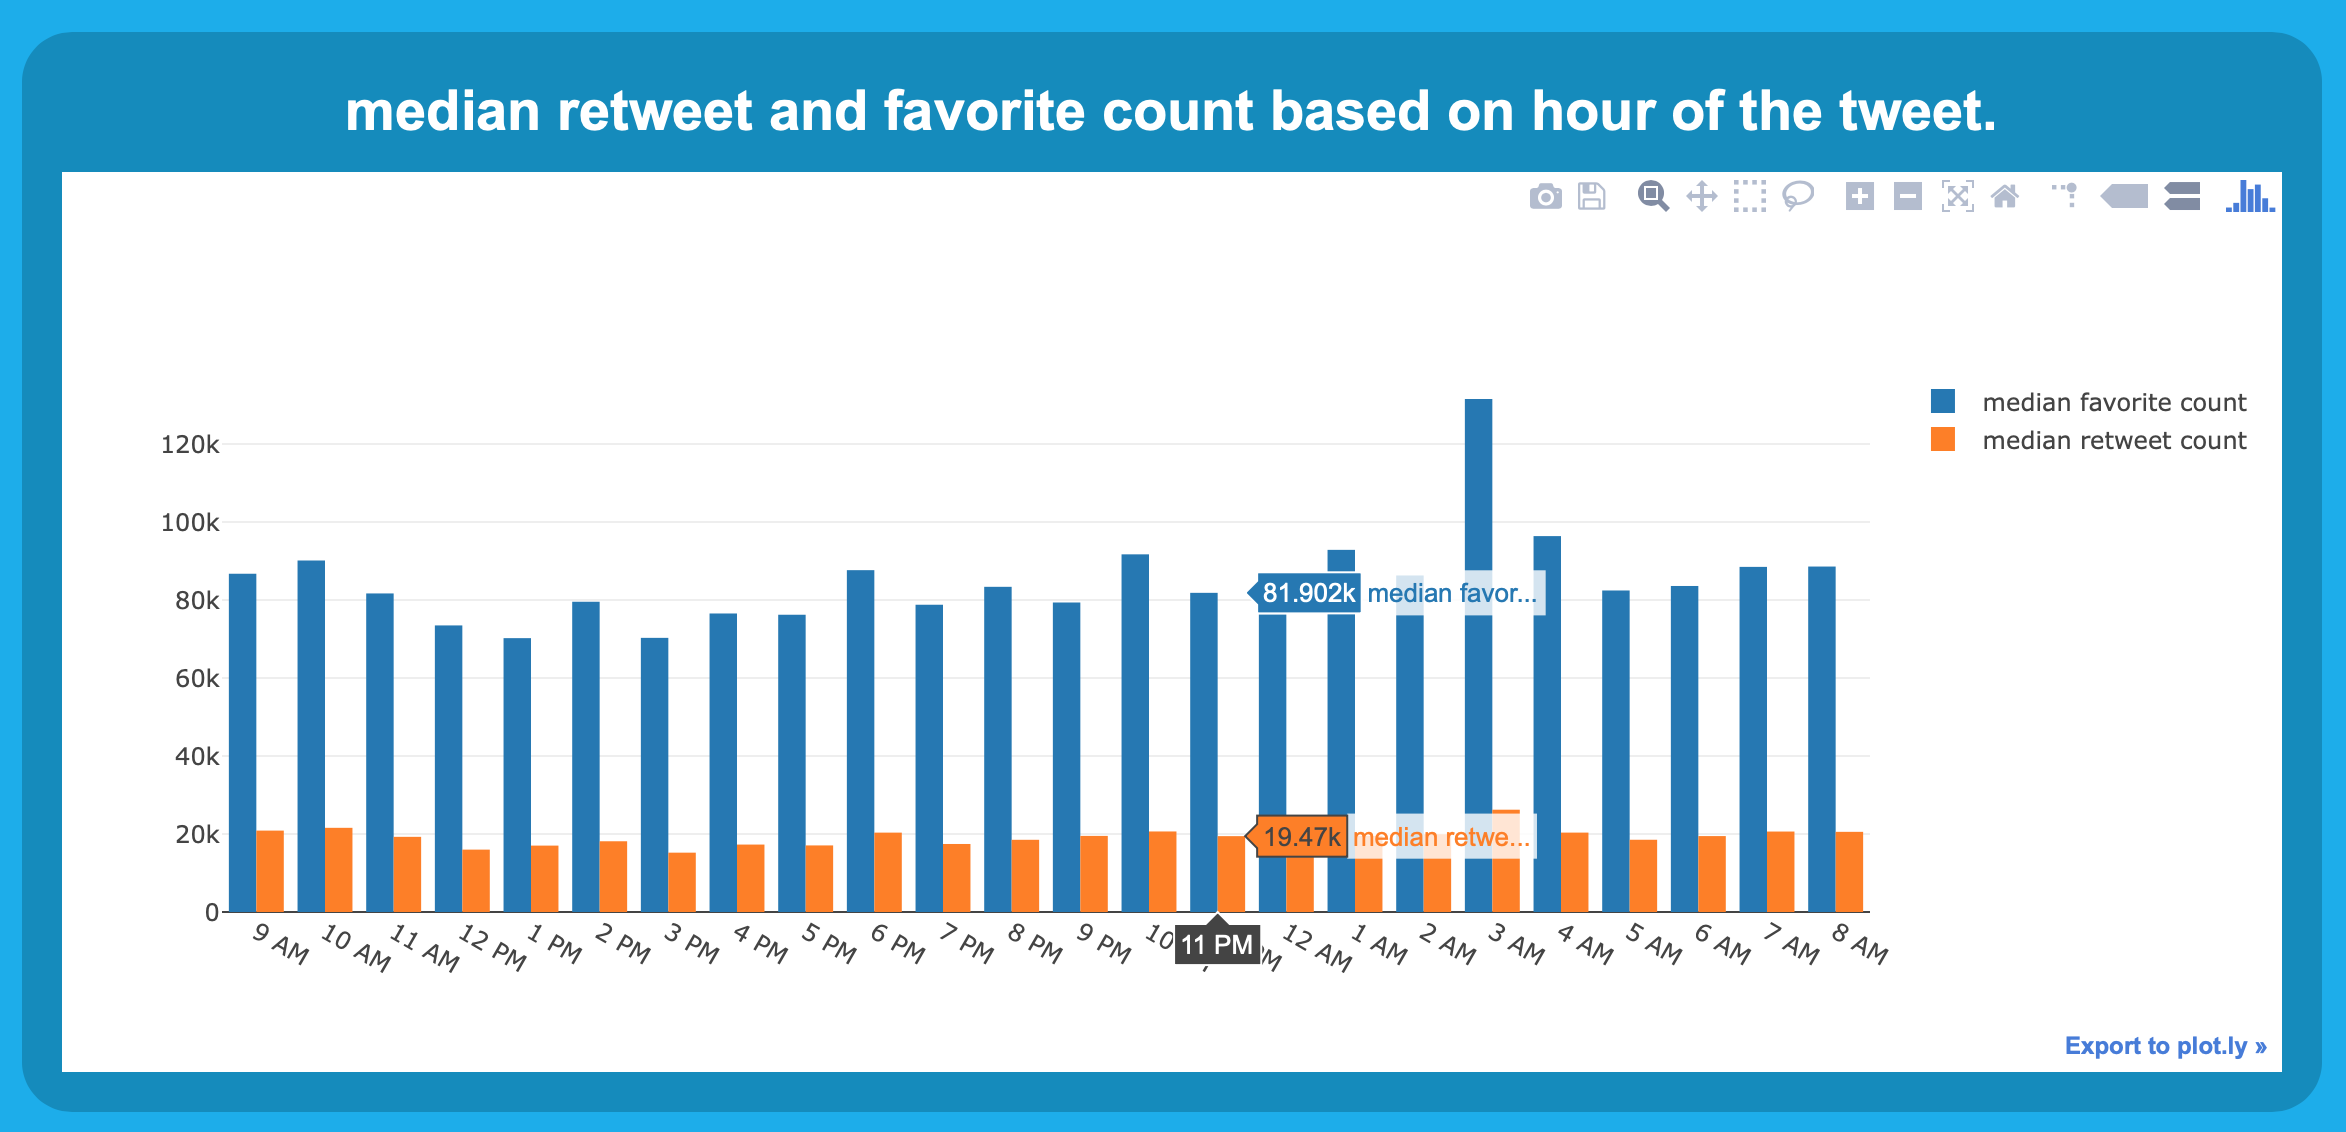 median retweet and favorite count based on hour of the tweet.
median favorite count
median retweet count
120k
100k
80k
60k
40k
20k
0
81.902k median favor...
19.47k median retwe...
9 AM
10 AM
11 AM
12 PM
1 PM
2 PM
3 PM
4 PM
5 PM
6 PM
7 PM
8 PM
9 PM
10
11 PM
12 AM
1 AM
2 AM
3 AM
4 AM
5 AM
6 AM
7 AM
8 AM
Export to plot.ly »